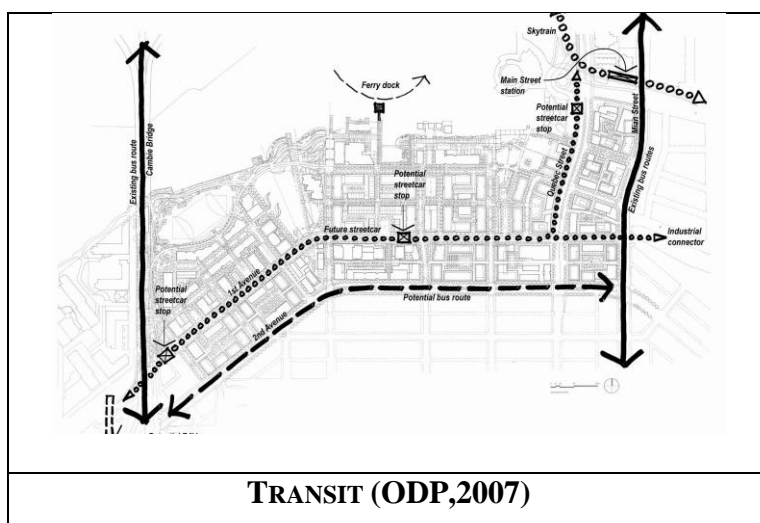 Skytrain
Main Street
station
Ferry dock
Potential
streetcar
stop
Existing bus route
Cambie Bridge
Quebec Street
Mian Street
Existing bus routes
Potential
streetcar
stop
Future streetcar
Industrial
connector
1st Avenue
Potential
streetcar
stop
2nd Avenue
Potential bus route
TRANSIT (ODP,2007)